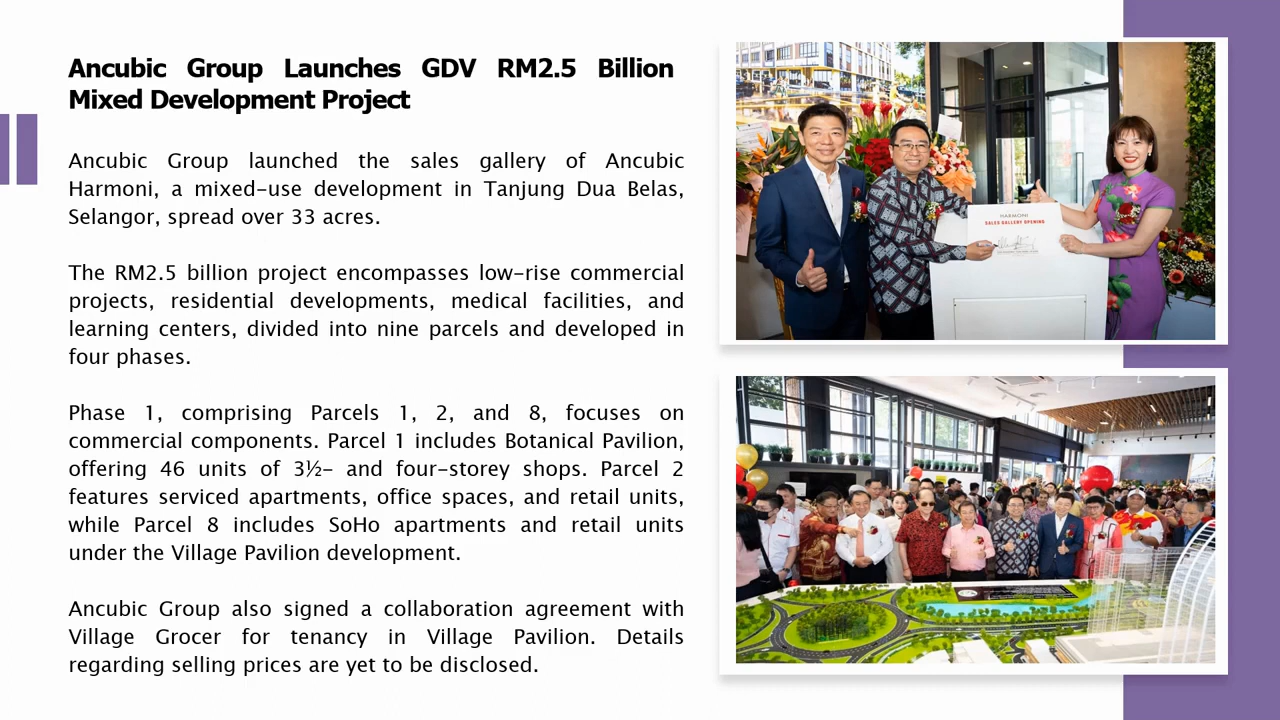 Ancubic Group Launches GDV RM2.5 Billion
Mixed Development Project
Ancubic Group launched the sales gallery of Ancubic
Harmoni, a mixed-use development in Tanjung Dua Belas,
Selangor, spread over 33 acres.
The RM2.5 billion project encompasses low-rise commercial
projects, residential developments, medical facilities, and
learning centers, divided into nine parcels and developed in
four phases.
Phase 1, comprising Parcels 1, 2, and 8, focuses on
commercial components. Parcel 1 includes Botanical Pavilion,
offering 46 units of 3½- and four-storey shops. Parcel 2
features serviced apartments, office spaces, and retail units,
while Parcel 8 includes SoHo apartments and retail units
under the Village Pavilion development.
Ancubic Group also signed a collaboration agreement with
Village Grocer for tenancy in Village Pavilion. Details
regarding selling prices are yet to be disclosed.
HARMONI
SALES GALLERY OPENING